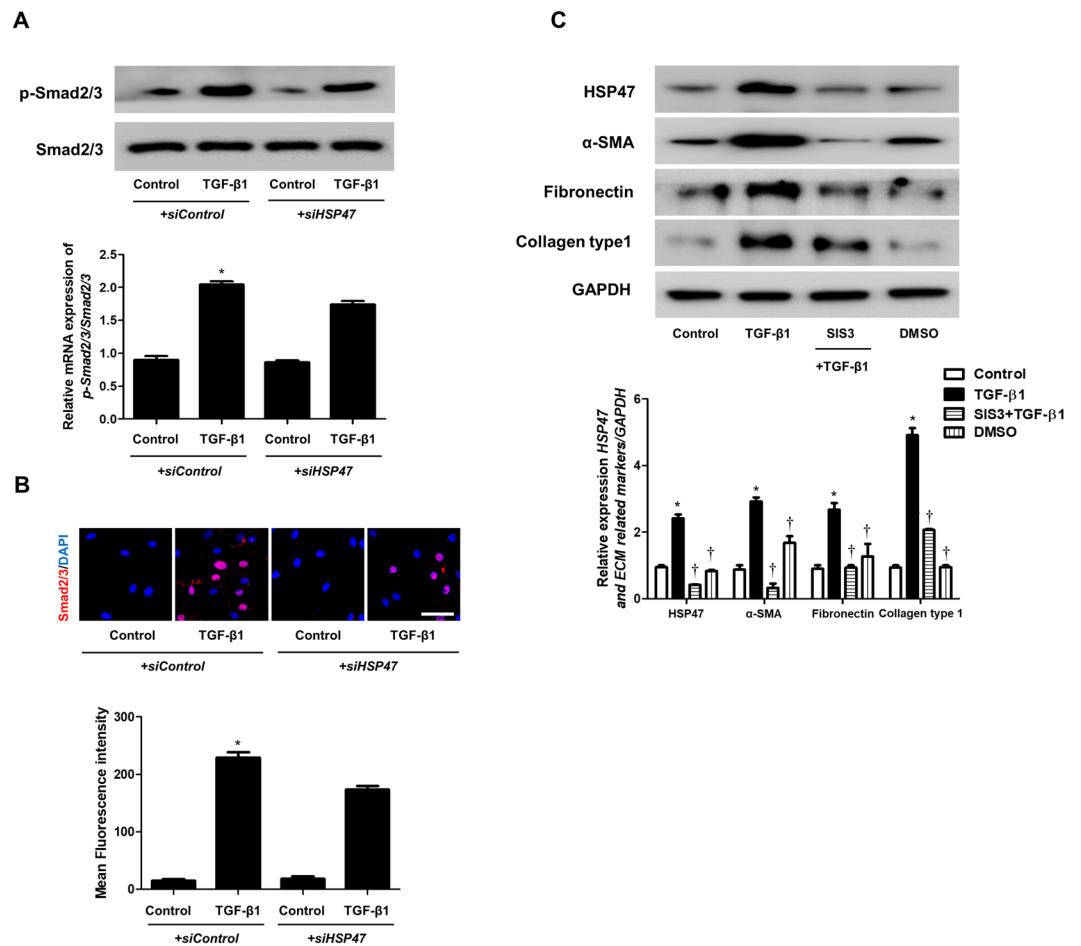 A
p-Smad2/3
Smad2/3
Control TGF-β1 Control TGF-β1
+siControl +siHSP47
Relative mRNA expression of
p-Smad2/3/Smad2/3
2.5
2.0
1.5
1.0
0.5
0.0
*
Control TGF-β1 Control TGF-β1
+siControl +siHSP47
B
Smad2/3/DAPI
Control TGF-β1 Control TGF-β1
+siControl +siHSP47
Mean Fluorescence intensity
300
200
100
0
*
Control TGF-β1 Control TGF-β1
+siControl +siHSP47
C
HSP47
α-SMA
Fibronectin
Collagen type1
GAPDH
Control TGF-β1 SIS3 DMSO
+TGF-β1
Control
TGF-β1
SIS3+TGF-β1
DMSO
Relative expression HSP47
and ECM related markers/GAPDH
6
4
2
0
* † † * † † * † † * † †
HSP47 α-SMA Fibronectin Collagen type 1